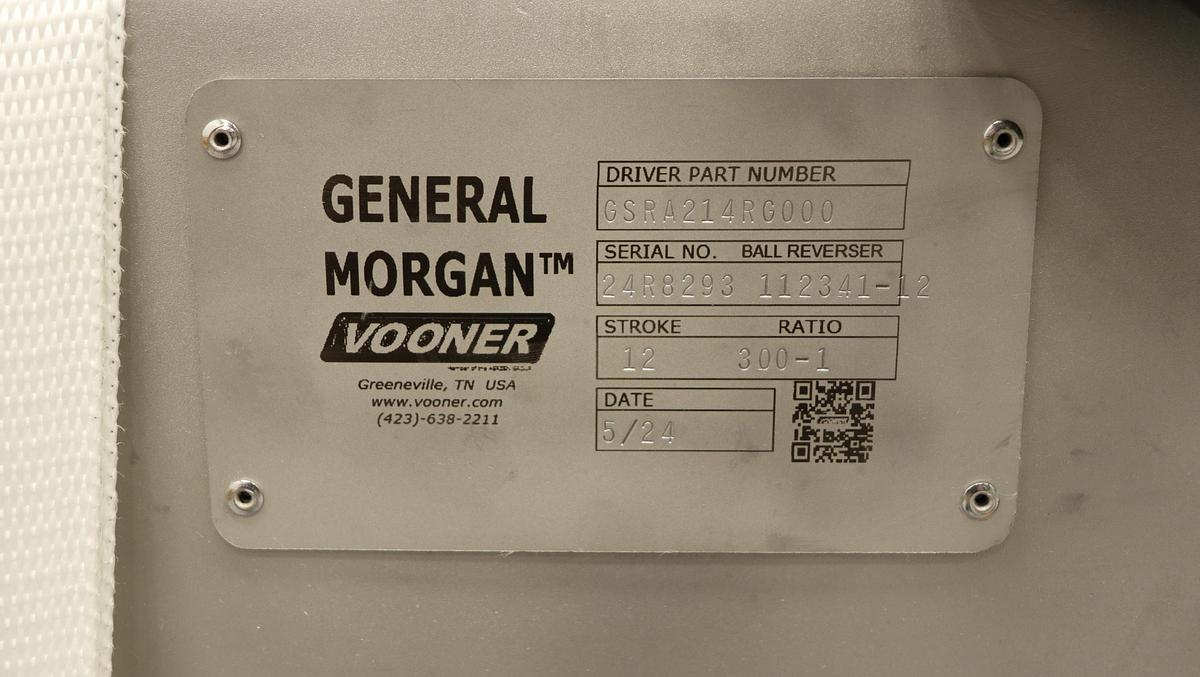 GENERAL
MORGAN™
VOONER
Greeneville, TN USA
www.vooner.com
(423)-638-2211
DRIVER PART NUMBER
GSRA214RG000
SERIAL NO. BALL REVERSER
24R8293 112341-12
STROKE RATIO
12 300-1
DATE
5/24